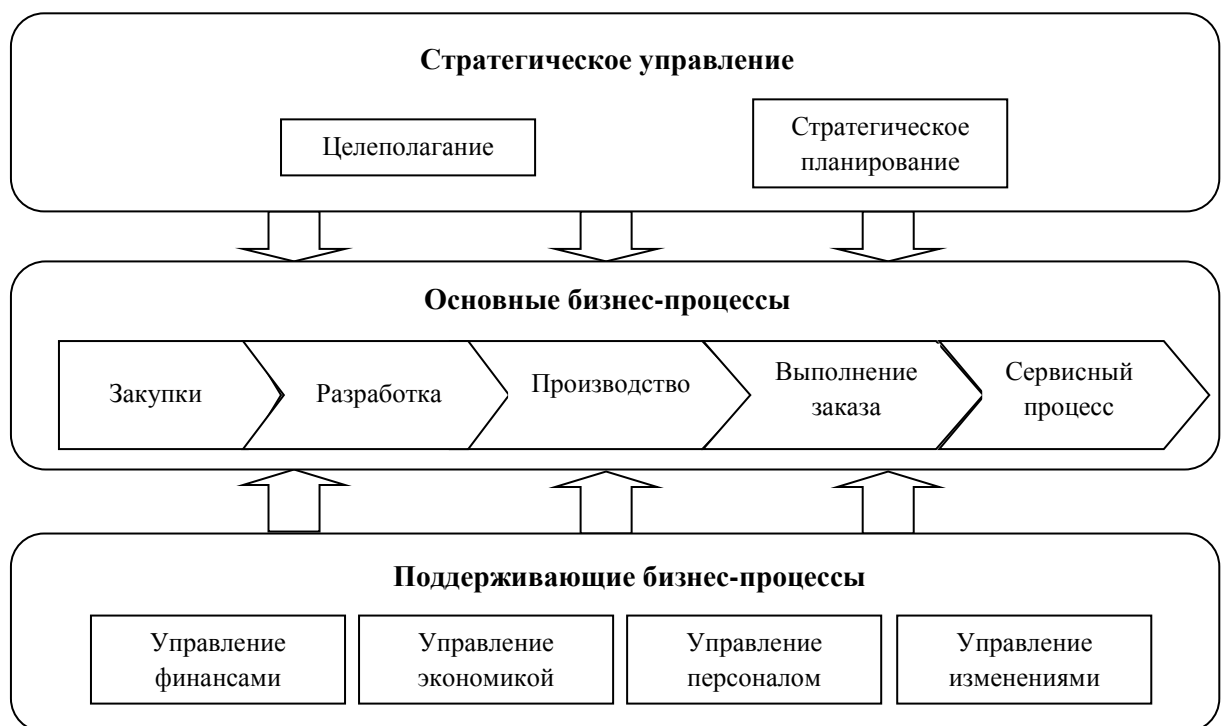 Стратегическое управление
Целеполагание
Стратегическое
планирование
Основные бизнес-процессы
Закупки
Разработка
Производство
Выполнение
заказа
Сервисный
процесс
Поддерживающие бизнес-процессы
Управление
финансами
Управление
экономикой
Управление
персоналом
Управление
изменениями